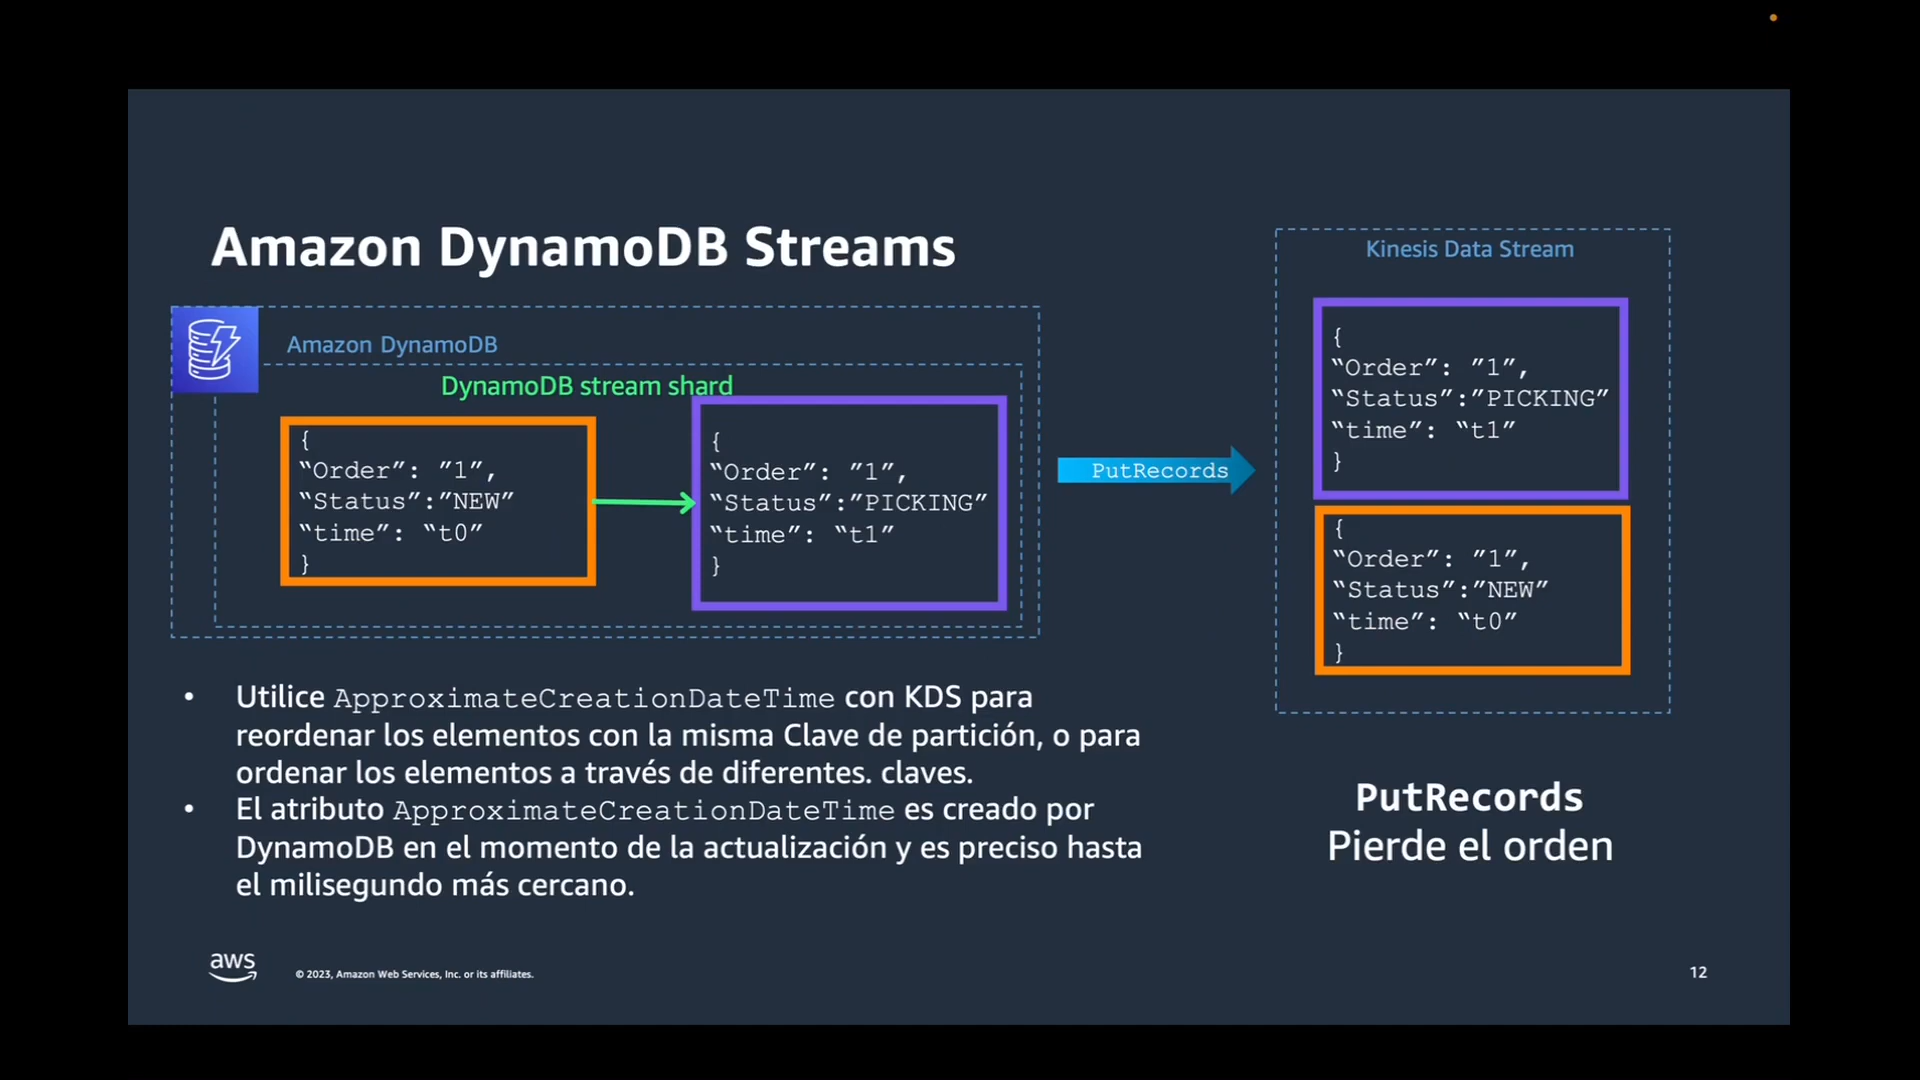 Amazon DynamoDB Streams
Amazon DynamoDB
DynamoDB stream shard
{
“Order”: ”1”,
“Status”:”NEW”
“time”: “t0”
}
{
“Order”: ”1”,
“Status”:”PICKING”
“time”: “t1”
}
PutRecords
Kinesis Data Stream
{
“Order”: ”1”,
“Status”:”PICKING”
“time”: “t1”
}
{
“Order”: ”1”,
“Status”:”NEW”
“time”: “t0”
}
• Utilice ApproximateCreationDateTime con KDS para
reordenar los elementos con la misma Clave de partición, o para
ordenar los elementos a través de diferentes. claves.
• El atributo ApproximateCreationDateTime es creado por
DynamoDB en el momento de la actualización y es preciso hasta
el milisegundo más cercano.
PutRecords
Pierde el orden
aws
© 2023, Amazon Web Services, Inc. or its affiliates.
12